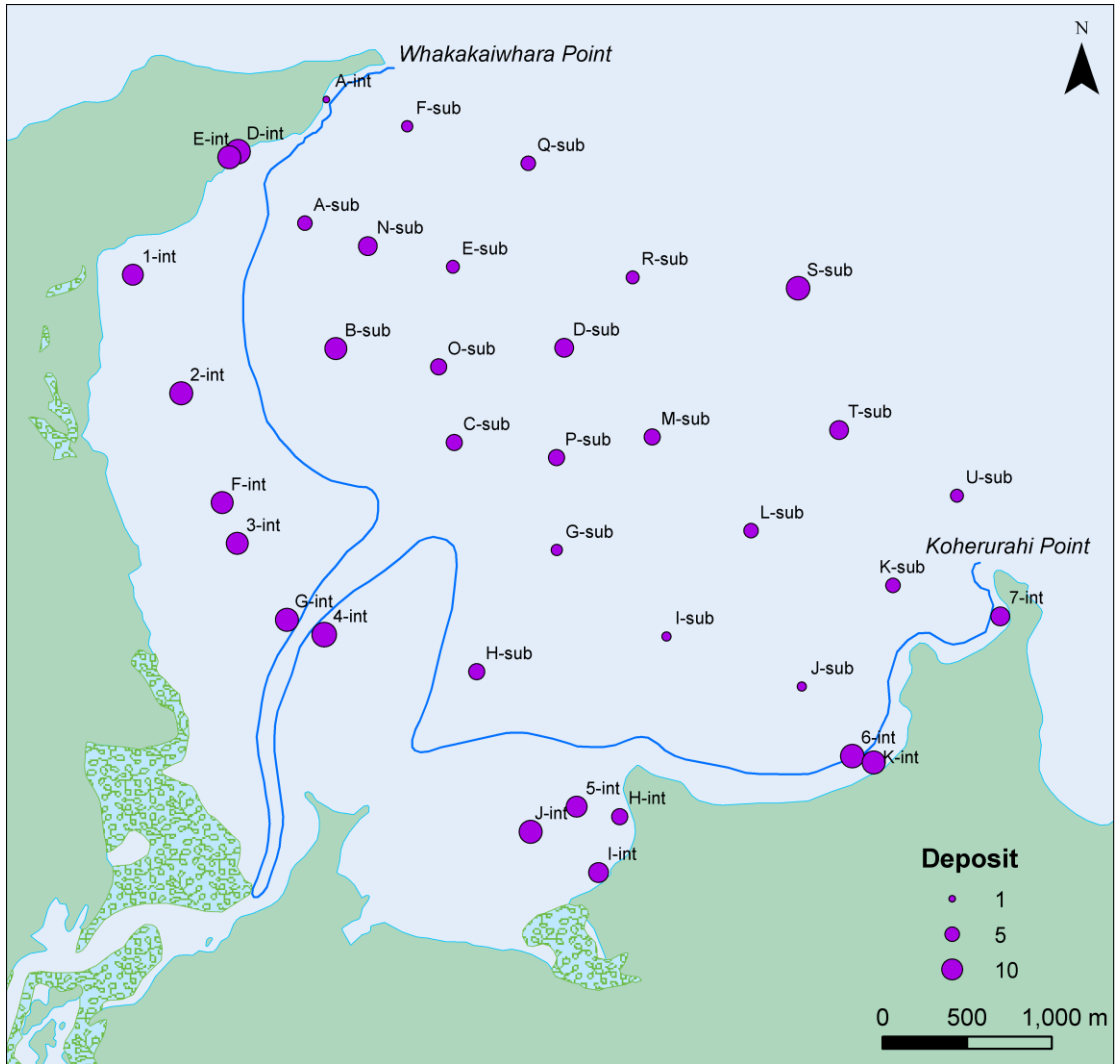 N
Whakakaiwhara Point
A-int
F-sub
D-int
E-int
Q-sub
A-sub
N-sub
E-sub
1-int
R-sub
S-sub
B-sub
D-sub
O-sub
2-int
C-sub
M-sub
T-sub
P-sub
F-int
U-sub
3-int
L-sub
G-sub
Koherurahi Point
K-sub
7-int
G-int
4-int
I-sub
H-sub
J-sub
6-int
K-int
5-int
H-int
J-int
I-int
Deposit
1
5
10
0 500 1,000 m